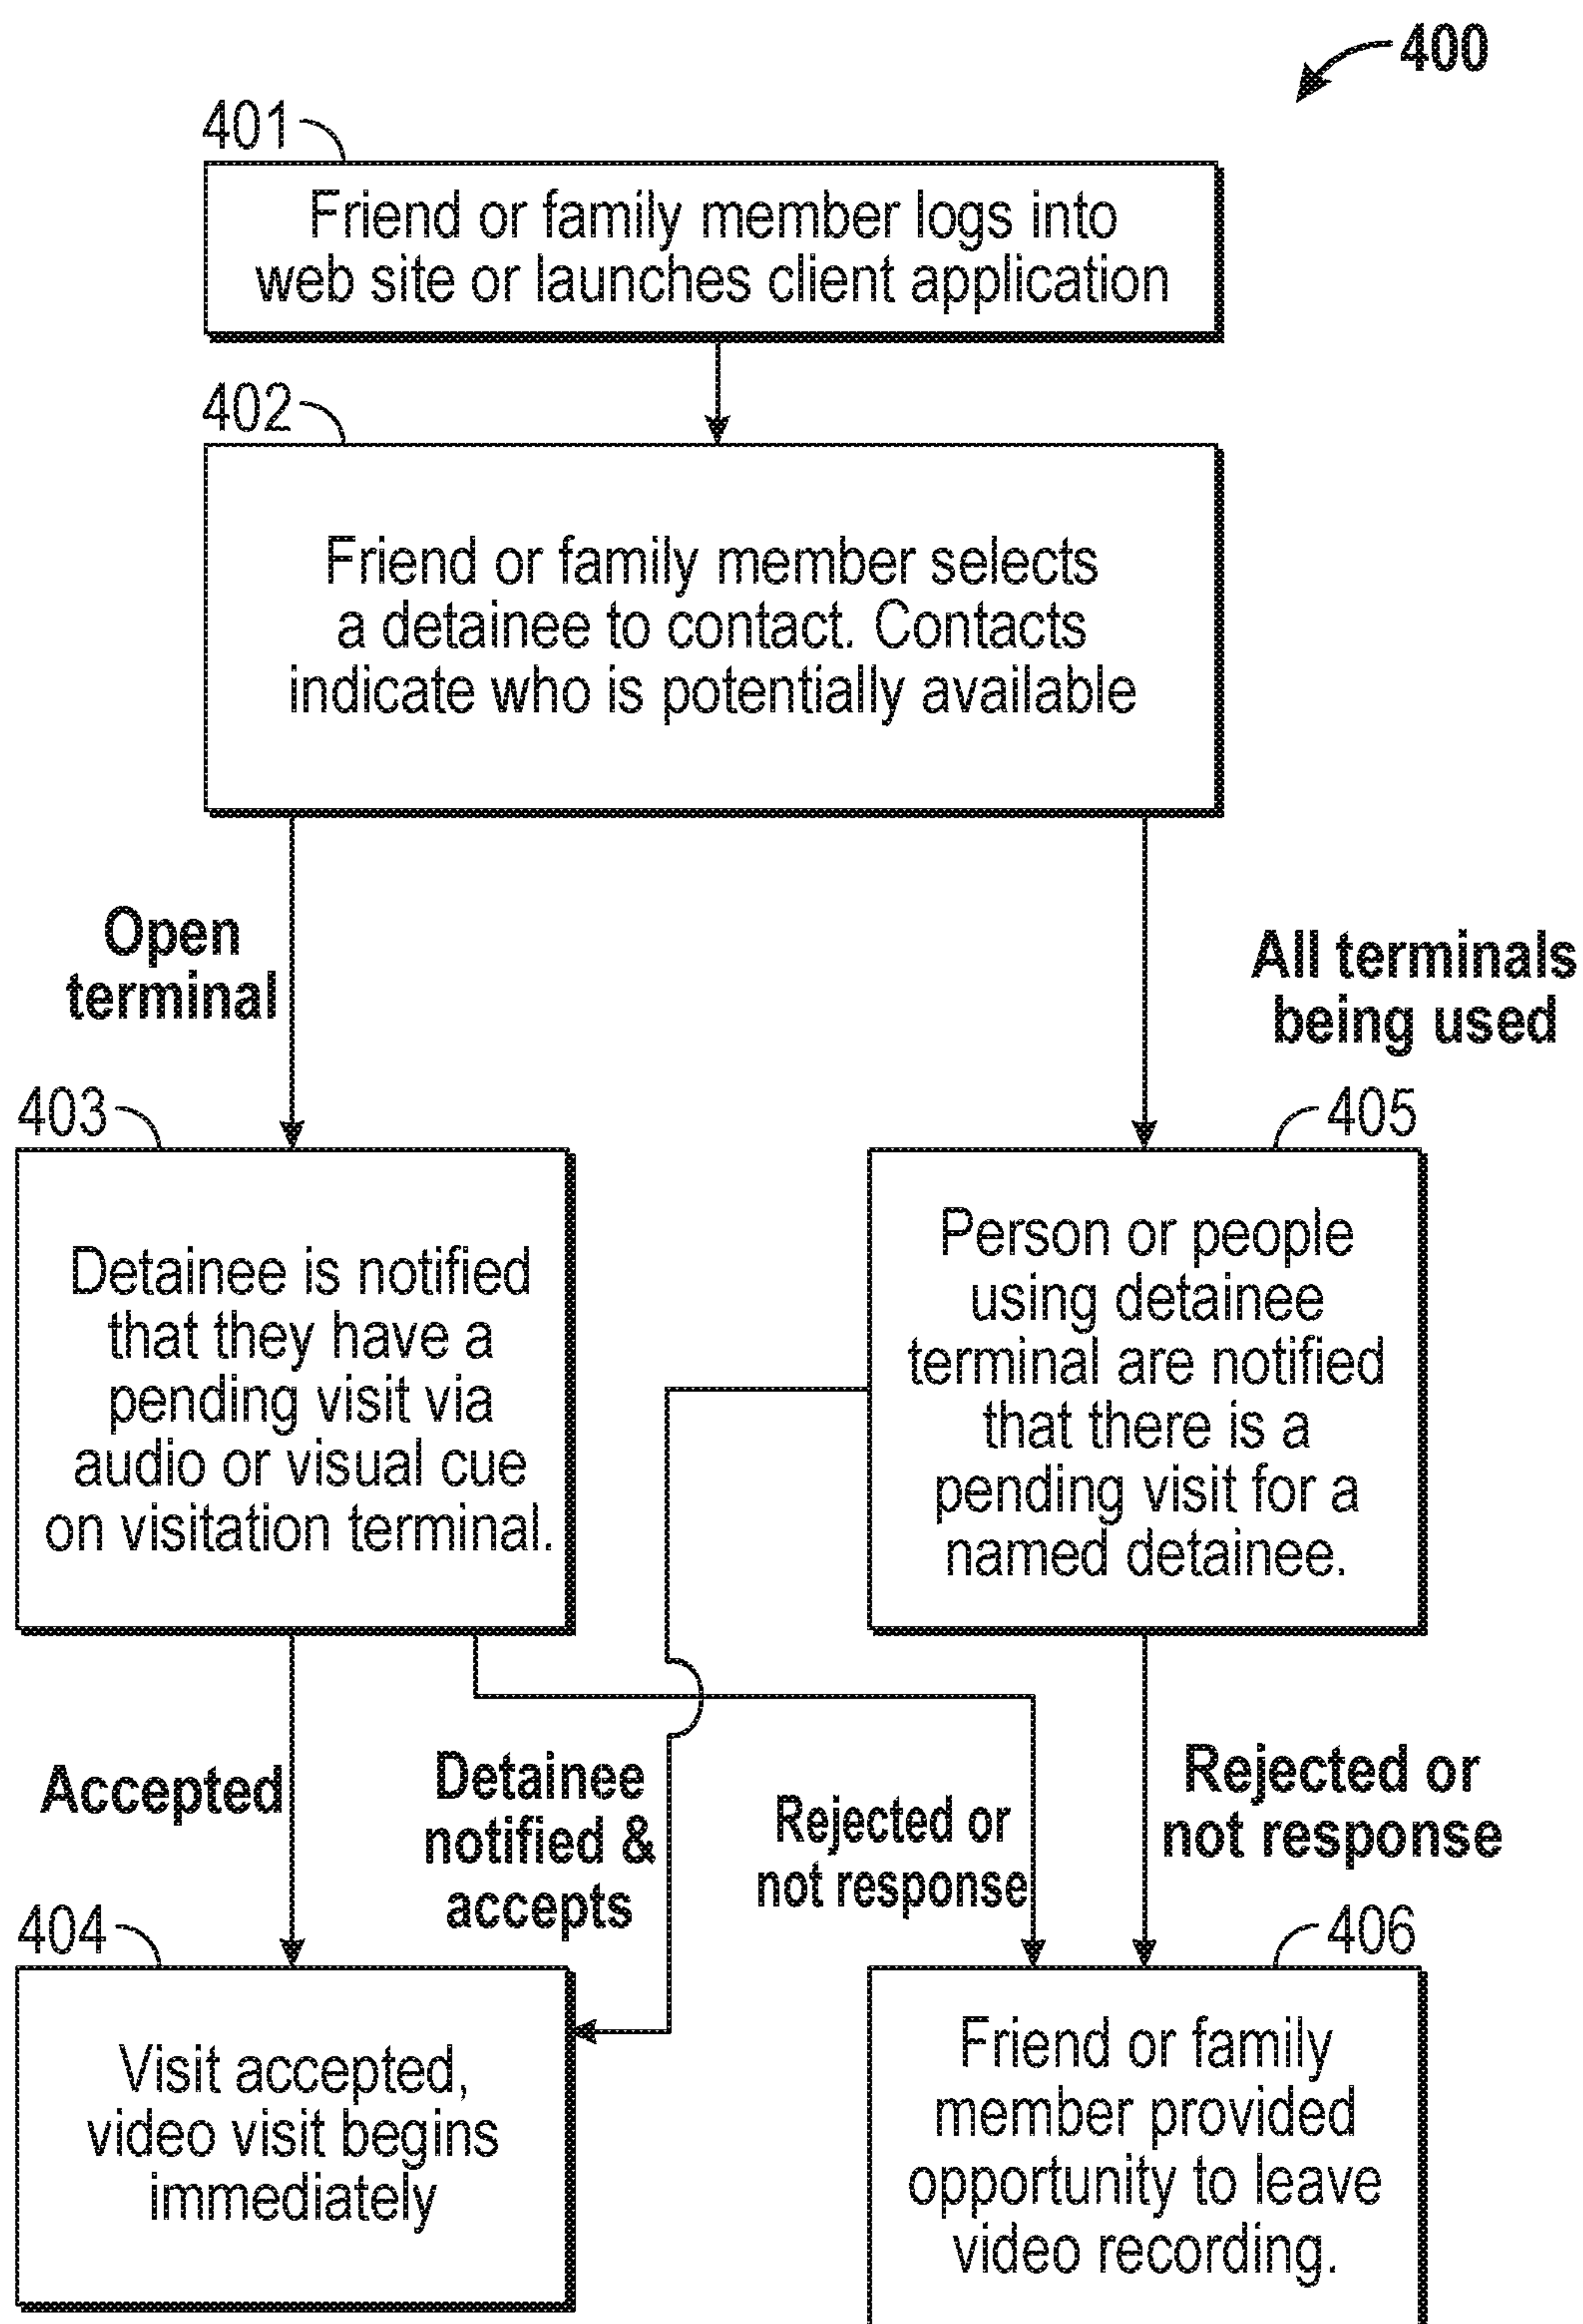 400
401
Friend or family member logs into
web site or launches client application
402
Friend or family member selects
a detainee to contact. Contacts
indicate who is potentially available
Open
terminal
All terminals
being used
403
Detainee is notified
that they have a
pending visit via
audio or visual cue
on visitation terminal.
405
Person or people
using detainee
terminal are notified
that there is a
pending visit for a
named detainee.
Accepted
Detainee
notified &
accepts
Rejected or
not response
Rejected or
not response
404
Visit accepted,
video visit begins
immediately
406
Friend or family
member provided
opportunity to leave
video recording.